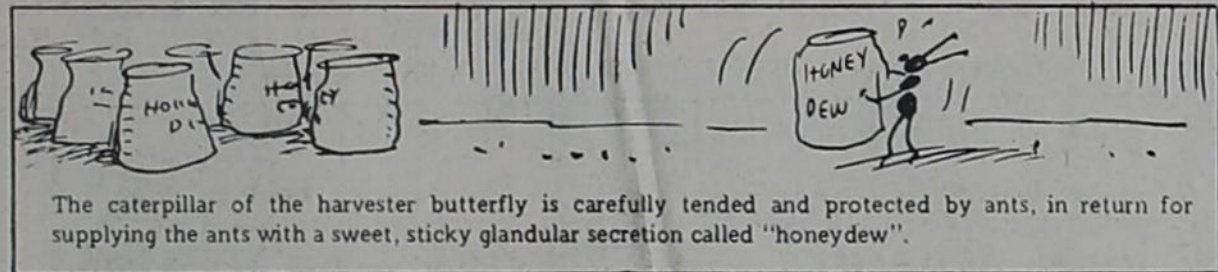 HONEY
DEW
The caterpillar of the harvester butterfly is carefully tended and protected by ants, in return for
supplying the ants with a sweet, sticky glandular secretion called "honeydew".